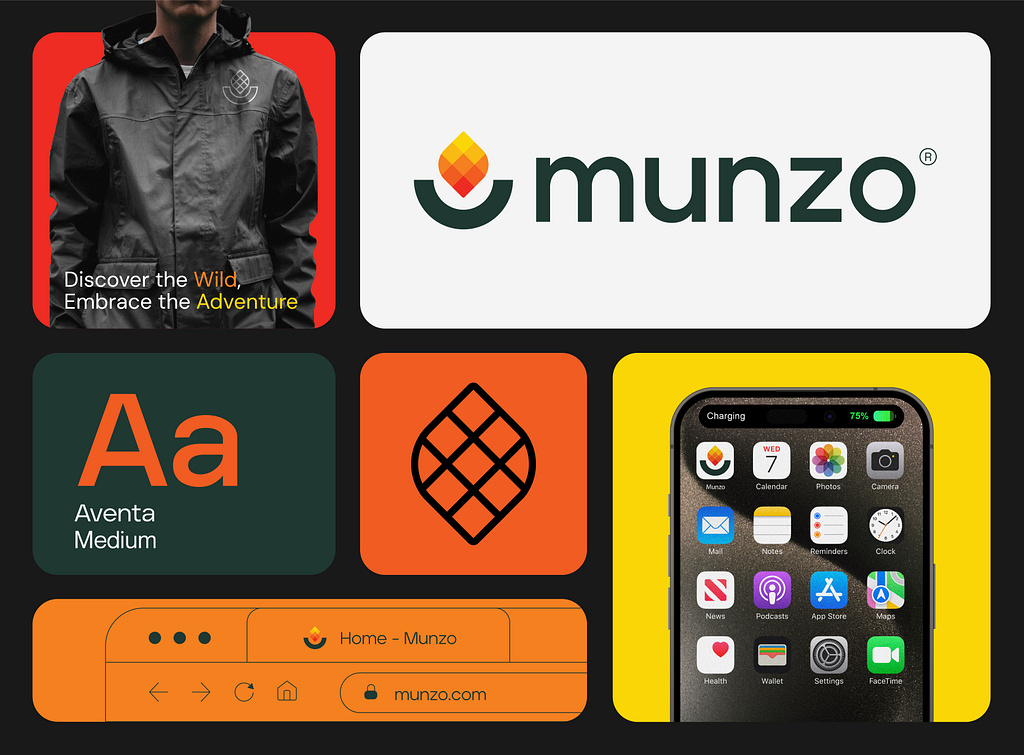 Discover the Wild,
Embrace the Adventure
munzo ®
Aa
Aventa
Medium
Home - Munzo
munzo.com
Charging 75%
WED
7
Munzo Calendar Photos Camera
Mail Notes Reminders Clock
News Podcasts App Store Maps
Health Wallet Settings FaceTime